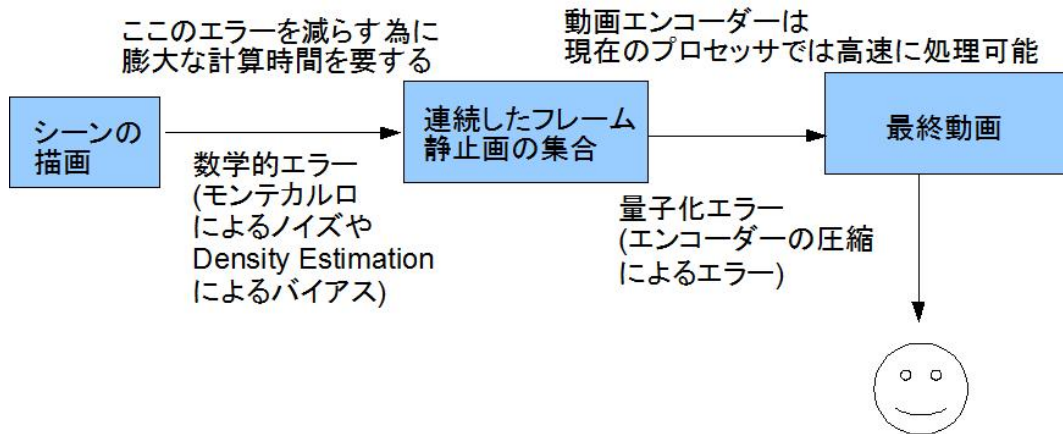 ここのエラーを減らす為に
膨大な計算時間を要する
動画エンコーダーは
現在のプロセッサでは高速に処理可能
シーンの
描画
連続したフレーム
静止画の集合
最終動画
数学的エラー
(モンテカルロ
によるノイズや
Density Estimation
によるバイアス)
量子化エラー
(エンコーダーの圧縮
によるエラー)